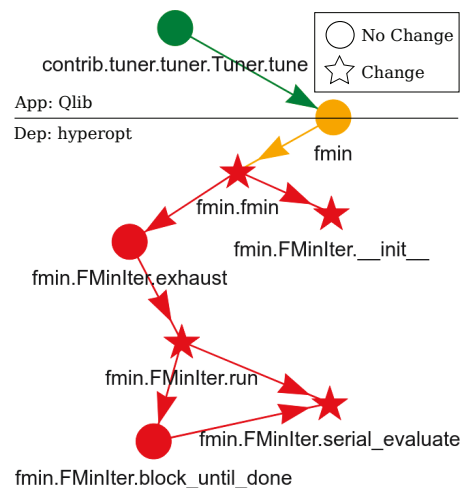 No Change
contrib.tuner.tuner.Tuner.tune
Change
App: Qlib
Dep: hyperopt
fmin
fmin.fmin
fmin.FMinIter.__init__
fmin.FMinIter.exhaust
fmin.FMinIter.run
fmin.FMinIter.serial_evaluate
fmin.FMinIter.block_until_done